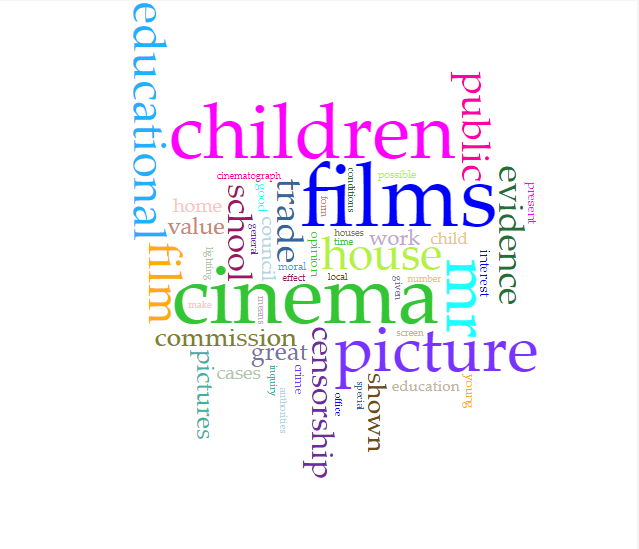 educational
children
public
films
cinematograph
conditions
possible
evidence
present
home
school
good
trade
form
value
general
council
opinion
houses
time
work
child
house
film
lighting
moral
effect
local
mr
interest
given
number
cinema
make
means
commission
great
censorship
screen
picture
pictures
cases
inquiry
crime
authorities
office
special
shown
education
young